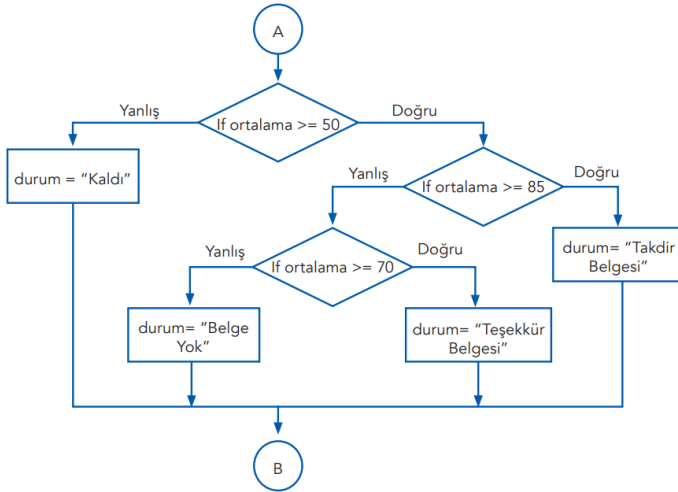 A
Yanlış
If ortalama >= 50
Doğru
durum = “Kaldı”
Yanlış
If ortalama >= 85
Doğru
Yanlış
If ortalama >= 70
Doğru
durum= “Takdir
Belgesi”
durum= “Belge
Yok”
durum= “Teşekkür
Belgesi”
B